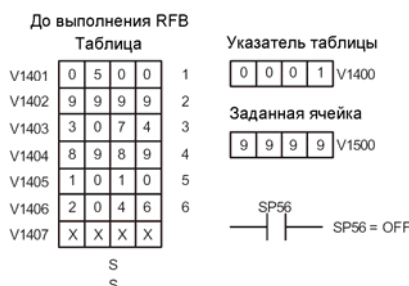 До выполнения RFB
Таблица
V1401 0 5 0 0 1
V1402 9 9 9 9 2
V1403 3 0 7 4 3
V1404 8 9 8 9 4
V1405 1 0 1 0 5
V1406 2 0 4 6 6
V1407 X X X X
S
S
Указатель таблицы
0 0 0 1 V1400
Заданная ячейка
9 9 9 9 V1500
SP56
SP56 = OFF